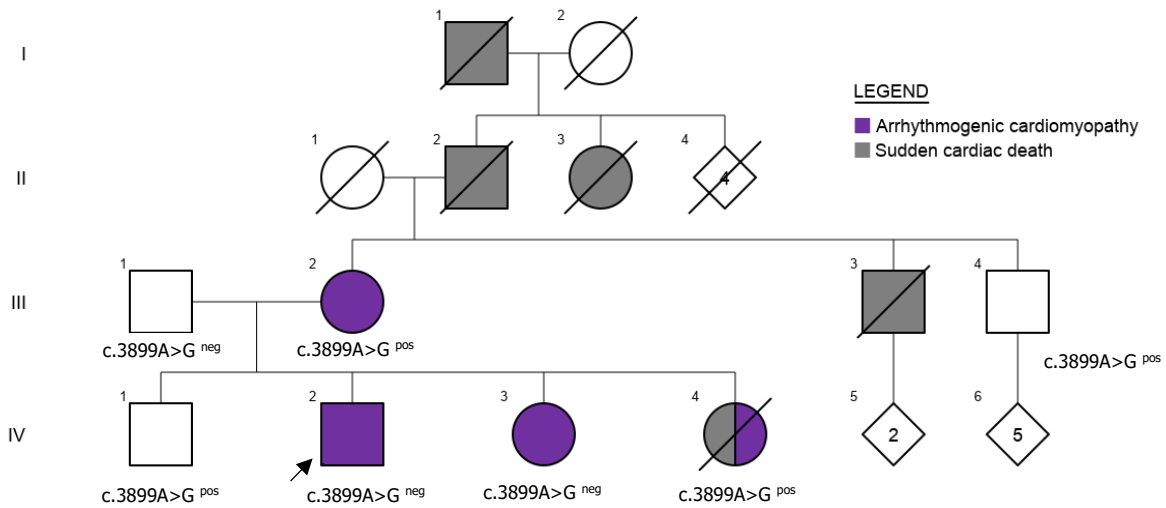 1
2
I
LEGEND
Arrhythmogenic cardiomyopathy
Sudden cardiac death
1
2
3
4
II
4
1
2
3
4
III
c.3899A>G neg
c.3899A>G pos
c.3899A>G pos
1
2
3
4
5
6
IV
2
5
c.3899A>G pos
c.3899A>G neg
c.3899A>G neg
c.3899A>G pos